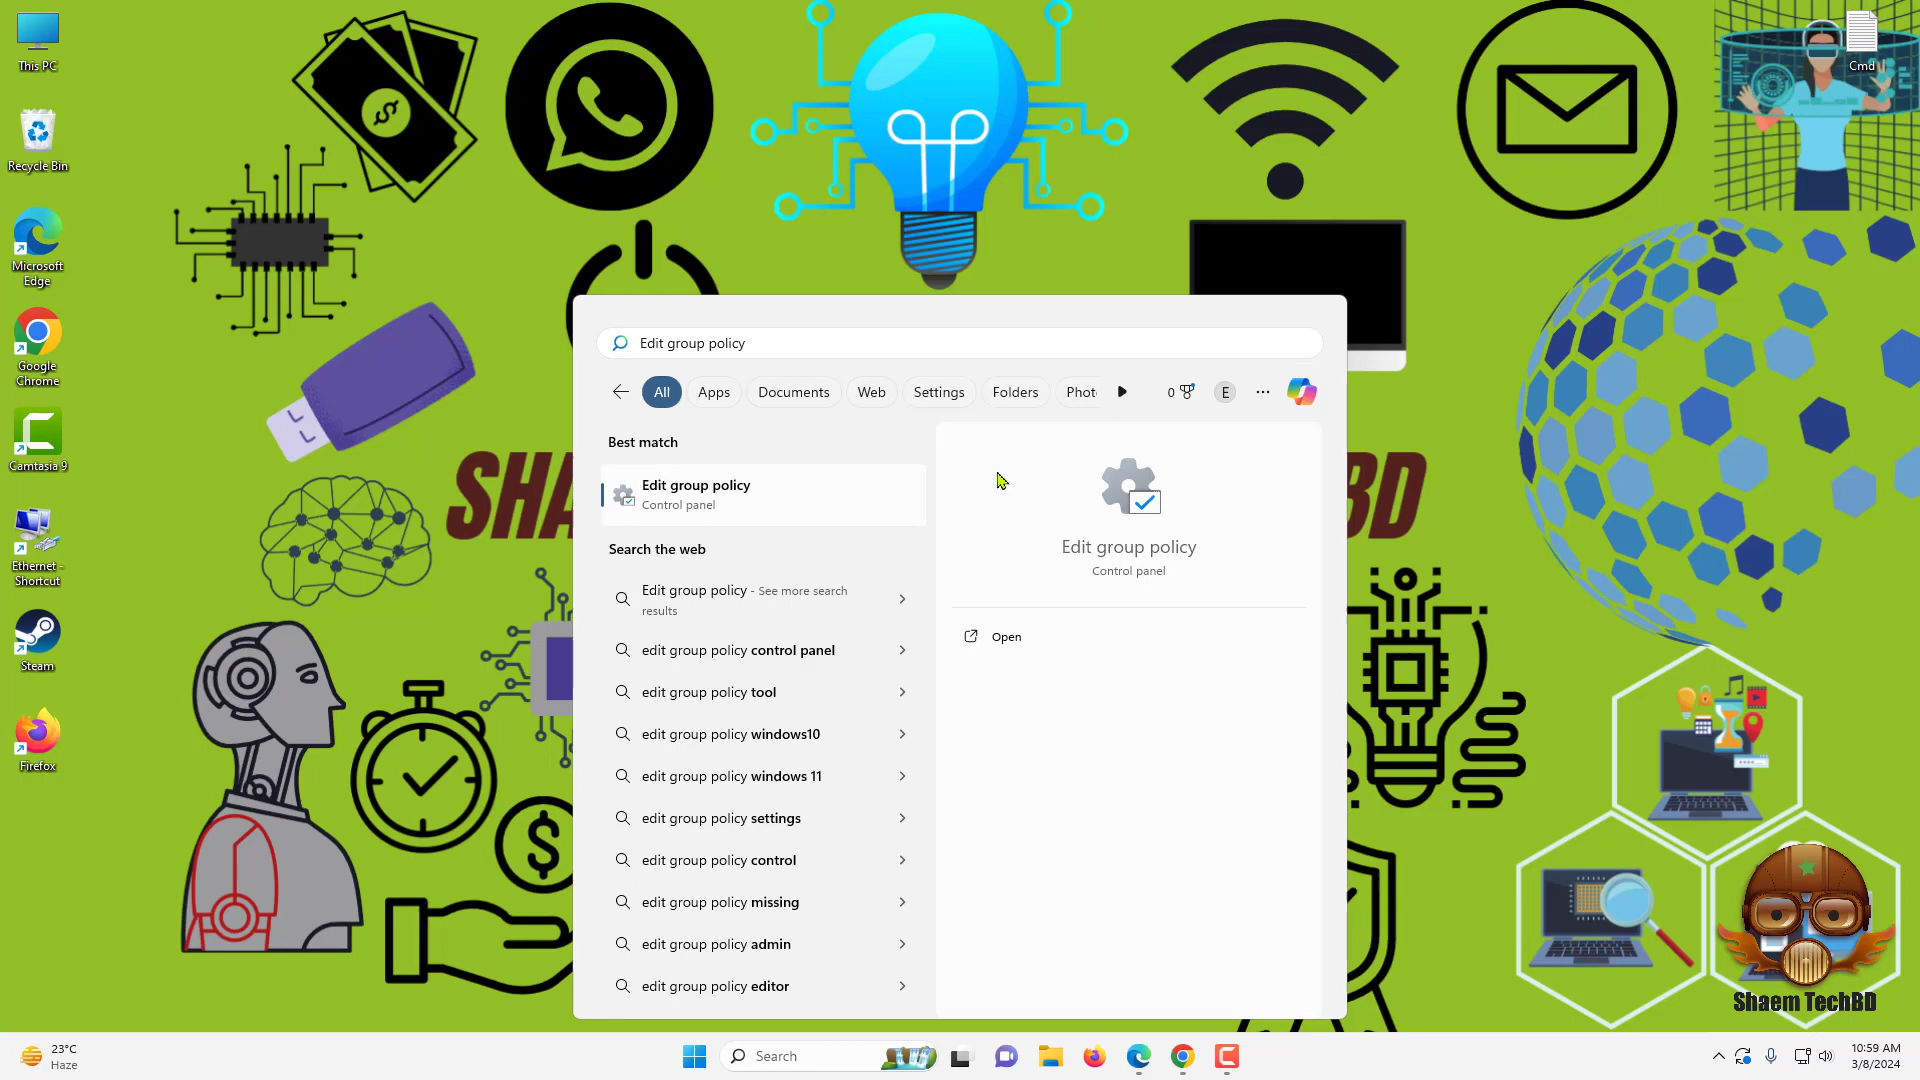 This PC
Recycle Bin
Microsoft
Edge
Google
Chrome
Camtasia 9
Ethernet -
Shortcut
Steam
Firefox
Cmd
SHA
BD
Edit group policy
All
Apps
Documents
Web
Settings
Folders
Phot
0
E
Best match
Edit group policy
Control panel
Search the web
Edit group policy - See more search
results
edit group policy control panel
edit group policy tool
edit group policy windows10
edit group policy windows 11
edit group policy settings
edit group policy control
edit group policy missing
edit group policy admin
edit group policy editor
Edit group policy
Control panel
Open
Shaem TechBD
23°C
Haze
Search
10:59 AM
3/8/2024